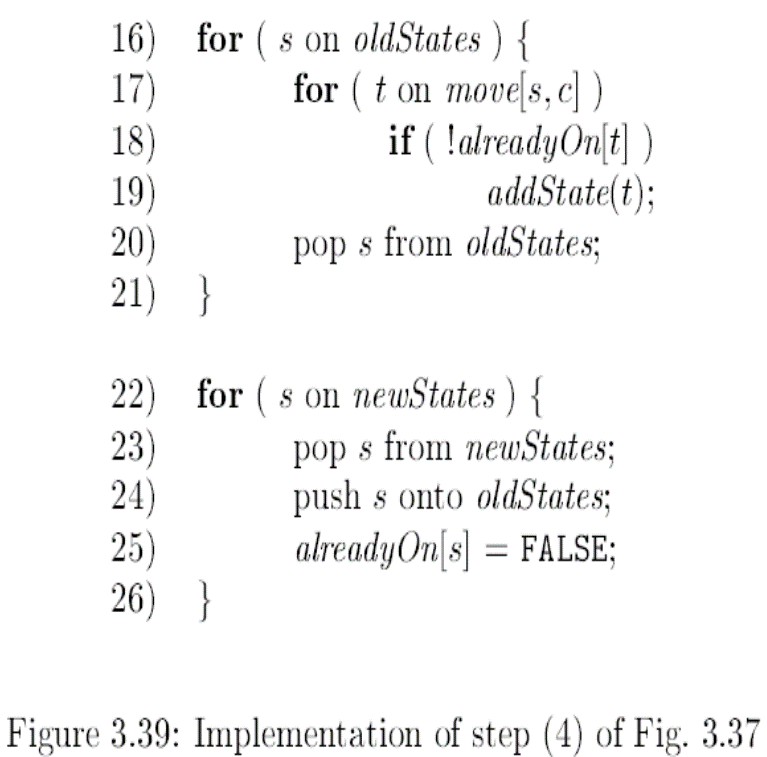 16) for ( s on oldStates ) {
17) for ( t on move[s, c] )
18) if ( !alreadyOn[t] )
19) addState(t);
20) pop s from oldStates;
21) }
22) for ( s on newStates ) {
23) pop s from newStates;
24) push s onto oldStates;
25) alreadyOn[s] = FALSE;
26) }
Figure 3.39: Implementation of step (4) of Fig. 3.37